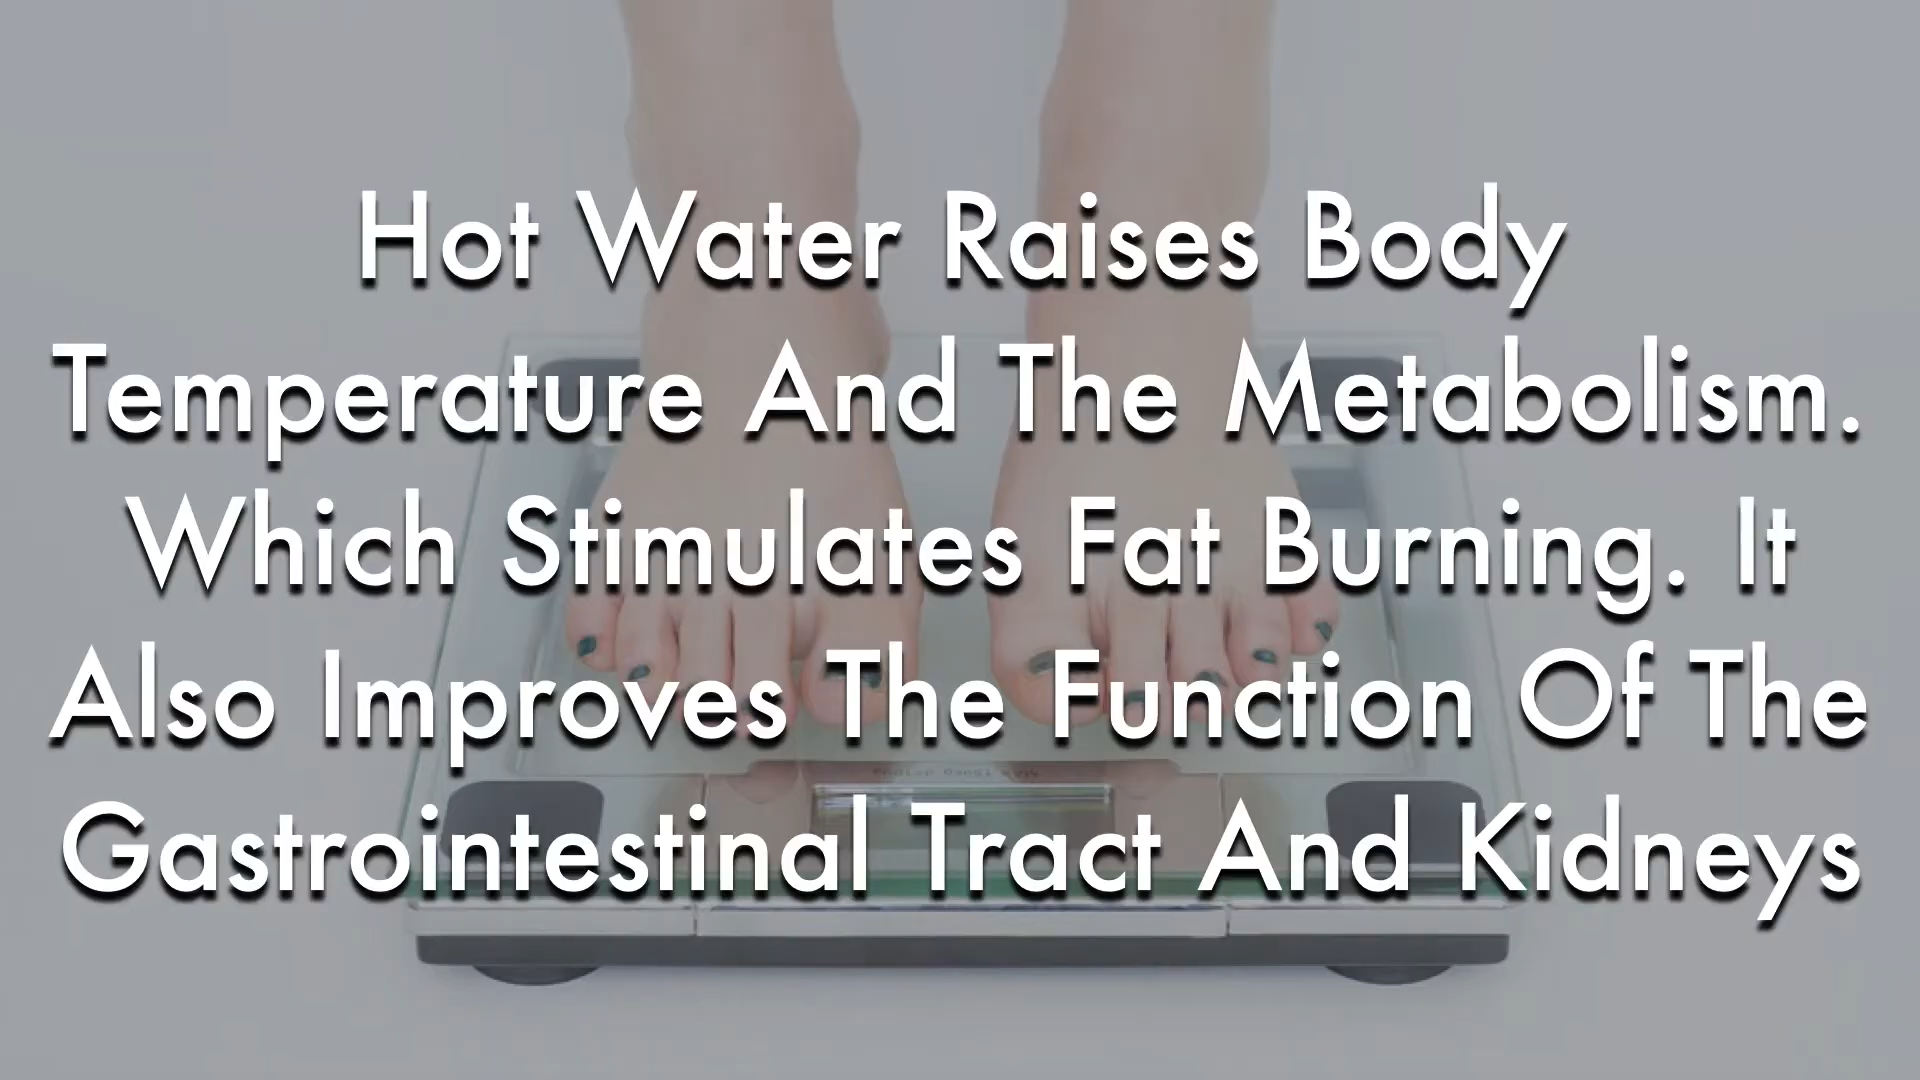 Hot Water Raises Body
Temperature And The Metabolism.
Which Stimulates Fat Burning. It
Also Improves The Function Of The
Gastrointestinal Tract And Kidneys